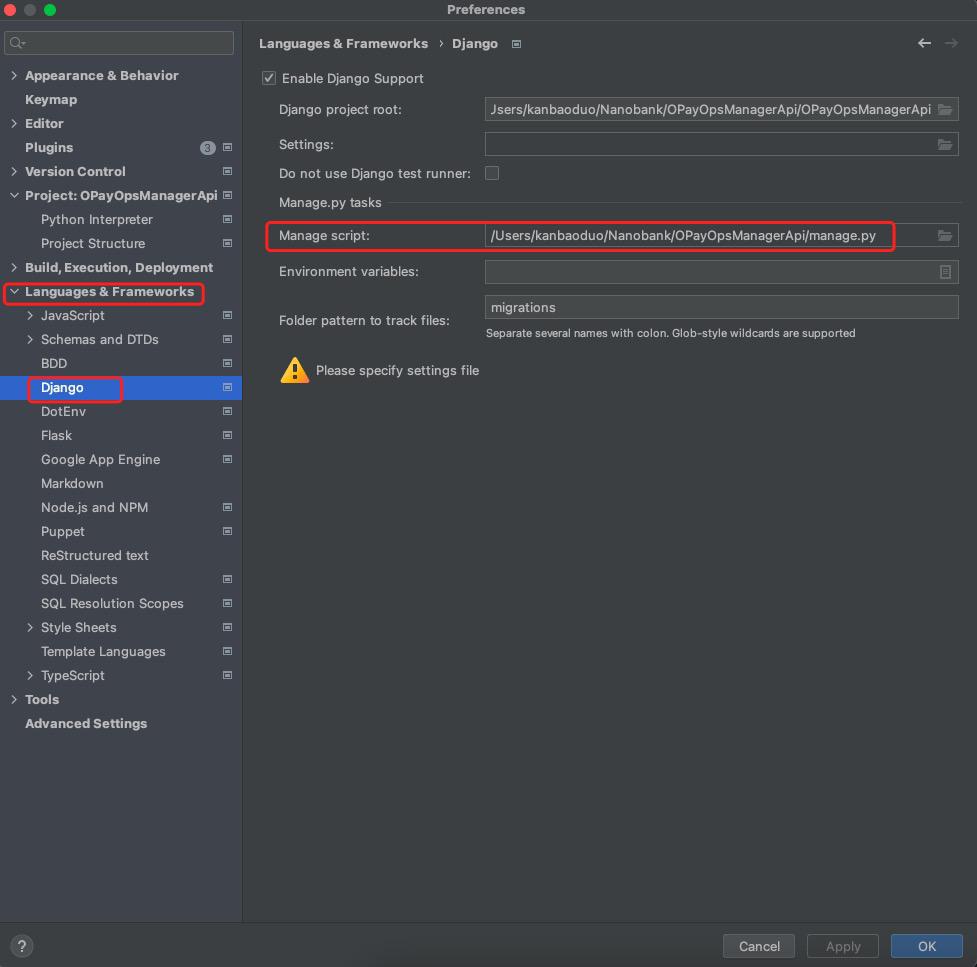 Preferences
Appearance & Behavior
Keymap
Editor
Plugins 3
Version Control
Project: OPayOpsManagerApi
Python Interpreter
Project Structure
Build, Execution, Deployment
Languages & Frameworks
JavaScript
Schemas and DTDs
BDD
Django
DotEnv
Flask
Google App Engine
Markdown
Node.js and NPM
Puppet
ReStructured text
SQL Dialects
SQL Resolution Scopes
Style Sheets
Template Languages
TypeScript
Tools
Advanced Settings
Languages & Frameworks › Django
Enable Django Support
Django project root: Jsers/kanbaoduo/Nanobank/OPayOpsManagerApi/OPayOpsManagerApi
Settings:
Do not use Django test runner:
Manage.py tasks
Manage script: /Users/kanbaoduo/Nanobank/OPayOpsManagerApi/manage.py
Environment variables:
Folder pattern to track files: migrations
Separate several names with colon. Glob-style wildcards are supported
Please specify settings file
? Cancel Apply OK